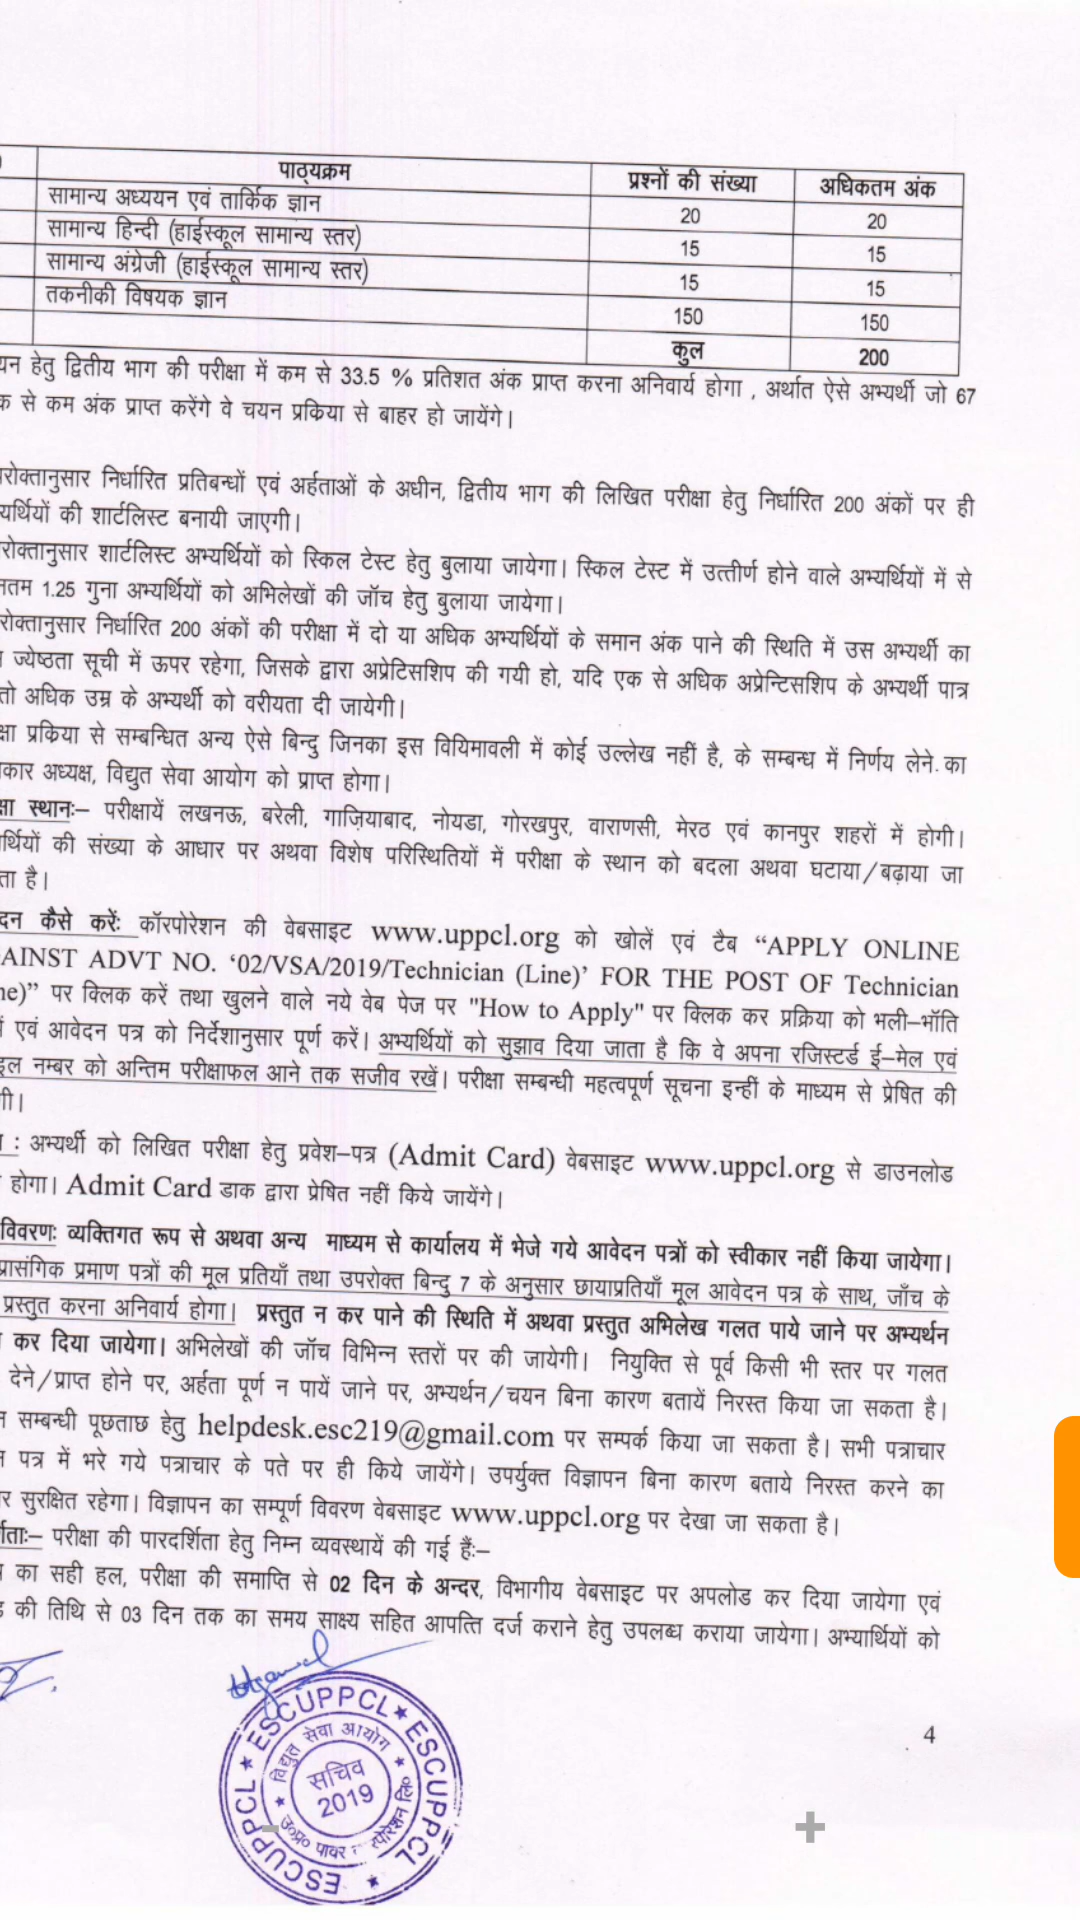 पाठ्यक्रम प्रश्नों की संख्या अधिकतम अंक
सामान्य अध्ययन एवं तार्किक ज्ञान 20 20
सामान्य हिन्दी (हाईस्कूल सामान्य स्तर) 15 15
सामान्य अंग्रेजी (हाईस्कूल सामान्य स्तर) 15 15
तकनीकी विषयक ज्ञान 150 150
कुल 200
यन हेतु द्वितीय भाग की परीक्षा में कम से 33.5 % प्रतिशत अंक प्राप्त करना अनिवार्य होगा , अर्थात ऐसे अभ्यर्थी जो 67
क से कम अंक प्राप्त करेंगे वे चयन प्रकिया से बाहर हो जायेंगे।
रोक्तानुसार निर्धारित प्रतिबन्धों एवं अर्हताओं के अधीन, द्वितीय भाग की लिखित परीक्षा हेतु निर्धारित 200 अंकों पर ही
यर्थियों की शार्टलिस्ट बनायी जाएगी।
रोक्तानुसार शार्टलिस्ट अभ्यर्थियों को स्किल टेस्ट हेतु बुलाया जायेगा। स्किल टेस्ट में उत्तीर्ण होने वाले अभ्यर्थियों में से
नतम 1.25 गुना अभ्यर्थियों को अभिलेखों की जॉच हेतु बुलाया जायेगा।
रोक्तानुसार निर्धारित 200 अंकों की परीक्षा में दो या अधिक अभ्यर्थियों के समान अंक पाने की स्थिति में उस अभ्यर्थी का
ज्येष्ठता सूची में ऊपर रहेगा, जिसके द्वारा अप्रेटिसशिप की गयी हो, यदि एक से अधिक अप्रेन्टिसशिप के अभ्यर्थी पात्र
तो अधिक उम्र के अभ्यर्थी को वरीयता दी जायेगी।
क्षा प्रकिया से सम्बन्धित अन्य ऐसे बिन्दु जिनका इस वियिमावली में कोई उल्लेख नहीं है, के सम्बन्ध में निर्णय लेने का
कार अध्यक्ष, विद्युत सेवा आयोग को प्राप्त होगा।
क्षा स्थानः– परीक्षायें लखनऊ, बरेली, गाज़ियाबाद, नोयडा, गोरखपुर, वाराणसी, मेरठ एवं कानपुर शहरों में होगी।
र्थियों की संख्या के आधार पर अथवा विशेष परिस्थितियों में परीक्षा के स्थान को बदला अथवा घटाया/बढ़ाया जा
ता है।
दन कैसे करेंः कॉरपोरेशन की वेबसाइट www.uppcl.org को खोलें एवं टैब “APPLY ONLINE
AINST ADVT NO. ‘02/VSA/2019/Technician (Line)’ FOR THE POST OF Technician
ne)” पर क्लिक करें तथा खुलने वाले नये वेब पेज पर "How to Apply" पर क्लिक कर प्रक्रिया को भली–भॉति
एवं आवेदन पत्र को निर्देशानुसार पूर्ण करें। अभ्यर्थियों को सुझाव दिया जाता है कि वे अपना रजिस्टर्ड ई–मेल एवं
इल नम्बर को अन्तिम परीक्षाफल आने तक सजीव रखें। परीक्षा सम्बन्धी महत्वपूर्ण सूचना इन्हीं के माध्यम से प्रेषित की
गी।
: अभ्यर्थी को लिखित परीक्षा हेतु प्रवेश–पत्र (Admit Card) वेबसाइट www.uppcl.org से डाउनलोड
होगा। Admit Card डाक द्वारा प्रेषित नहीं किये जायेंगे।
विवरणः व्यक्तिगत रूप से अथवा अन्य माध्यम से कार्यालय में भेजे गये आवेदन पत्रों को स्वीकार नहीं किया जायेगा।
प्रासंगिक प्रमाण पत्रों की मूल प्रतियाँ तथा उपरोक्त बिन्दु 7 के अनुसार छायाप्रतियाँ मूल आवेदन पत्र के साथ, जाँच के
प्रस्तुत करना अनिवार्य होगा। प्रस्तुत न कर पाने की स्थिति में अथवा प्रस्तुत अभिलेख गलत पाये जाने पर अभ्यर्थन
कर दिया जायेगा। अभिलेखों की जॉच विभिन्न स्तरों पर की जायेगी। नियुक्ति से पूर्व किसी भी स्तर पर गलत
देने/प्राप्त होने पर, अर्हता पूर्ण न पायें जाने पर, अभ्यर्थन/चयन बिना कारण बतायें निरस्त किया जा सकता है।
न सम्बन्धी पूछताछ हेतु helpdesk.esc219@gmail.com पर सम्पर्क किया जा सकता है। सभी पत्राचार
न पत्र में भरे गये पत्राचार के पते पर ही किये जायेंगे। उपर्युक्त विज्ञापन बिना कारण बताये निरस्त करने का
र सुरक्षित रहेगा। विज्ञापन का सम्पूर्ण विवरण वेबसाइट www.uppcl.org पर देखा जा सकता है।
र्शिताः– परीक्षा की पारदर्शिता हेतु निम्न व्यवस्थायें की गई हैः–
का सही हल, परीक्षा की समाप्ति से 02 दिन के अन्दर, विभागीय वेबसाइट पर अपलोड कर दिया जायेगा एवं
ड की तिथि से 03 दिन तक का समय साक्ष्य सहित आपत्ति दर्ज कराने हेतु उपलब्ध कराया जायेगा। अभ्यार्थियों को
ESCUPPCL ★ ESCUPPCL ★ ESCUPPCL ★
विद्युत सेवा आयोग
सचिव
2019
उ०प्र० पावर रपोरेशन लि०
4